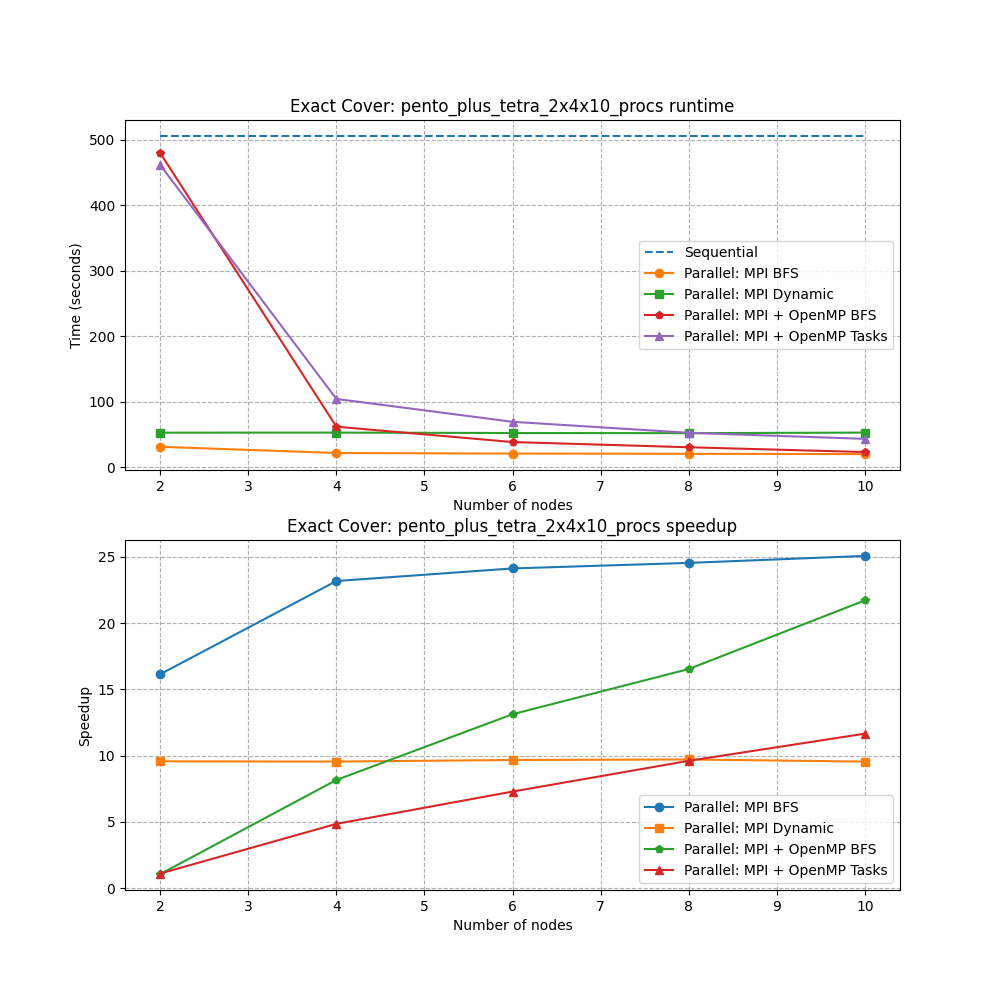 Exact Cover: pento_plus_tetra_2x4x10_procs runtime
500
400
300
200
100
0
Time (seconds)
Sequential
Parallel: MPI BFS
Parallel: MPI Dynamic
Parallel: MPI + OpenMP BFS
Parallel: MPI + OpenMP Tasks
2 3 4 5 6 7 8 9 10
Number of nodes
Exact Cover: pento_plus_tetra_2x4x10_procs speedup
25
20
15
10
5
0
Speedup
Parallel: MPI BFS
Parallel: MPI Dynamic
Parallel: MPI + OpenMP BFS
Parallel: MPI + OpenMP Tasks
2 3 4 5 6 7 8 9 10
Number of nodes